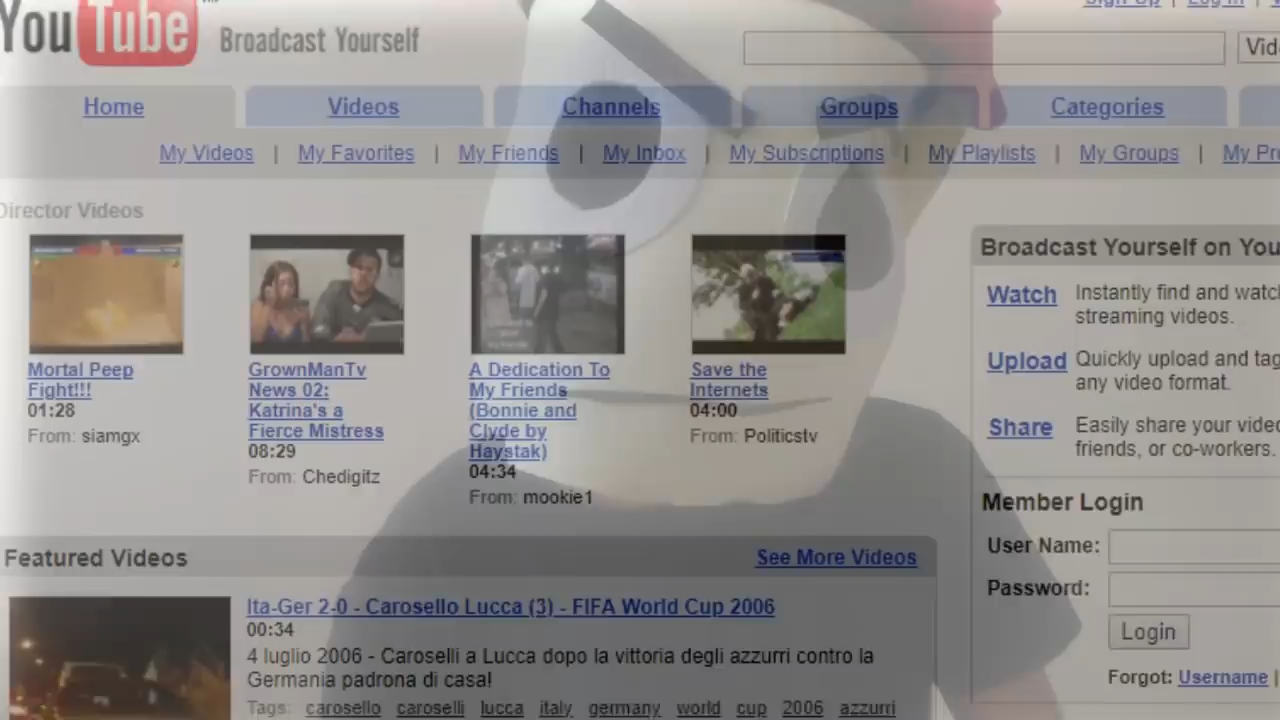 YouTube Broadcast Yourself
Sign Up | Log In |
Home Videos Channels Groups Categories
My Videos | My Favorites | My Friends | My Inbox | My Subscriptions | My Playlists | My Groups |
Director Videos
Mortal Peep
Fight!!!
01:28
From: siamgx
GrownManTv
News 02:
Katrina's a
Fierce Mistress
08:29
From: Chedigitz
A Dedication To
My Friends
(Bonnie and
Clyde by
Haystak)
04:34
From: mookie1
Save the
Internets
04:00
From: Politicstv
Broadcast Yourself on
Watch Instantly find and watch
streaming videos.
Upload Quickly upload and tag
any video format.
Share Easily share your
friends, or co-workers.
Member Login
User Name:
Password:
Login
Forgot: Username |
Featured Videos
See More Videos
Ita-Ger 2-0 - Carosello Lucca (3) - FIFA World Cup 2006
00:34
4 luglio 2006 - Caroselli a Lucca dopo la vittoria degli azzurri contro la
Germania padrona di casa!
Tags: carosello caroselli lucca italy germany world cup 2006 azzurri